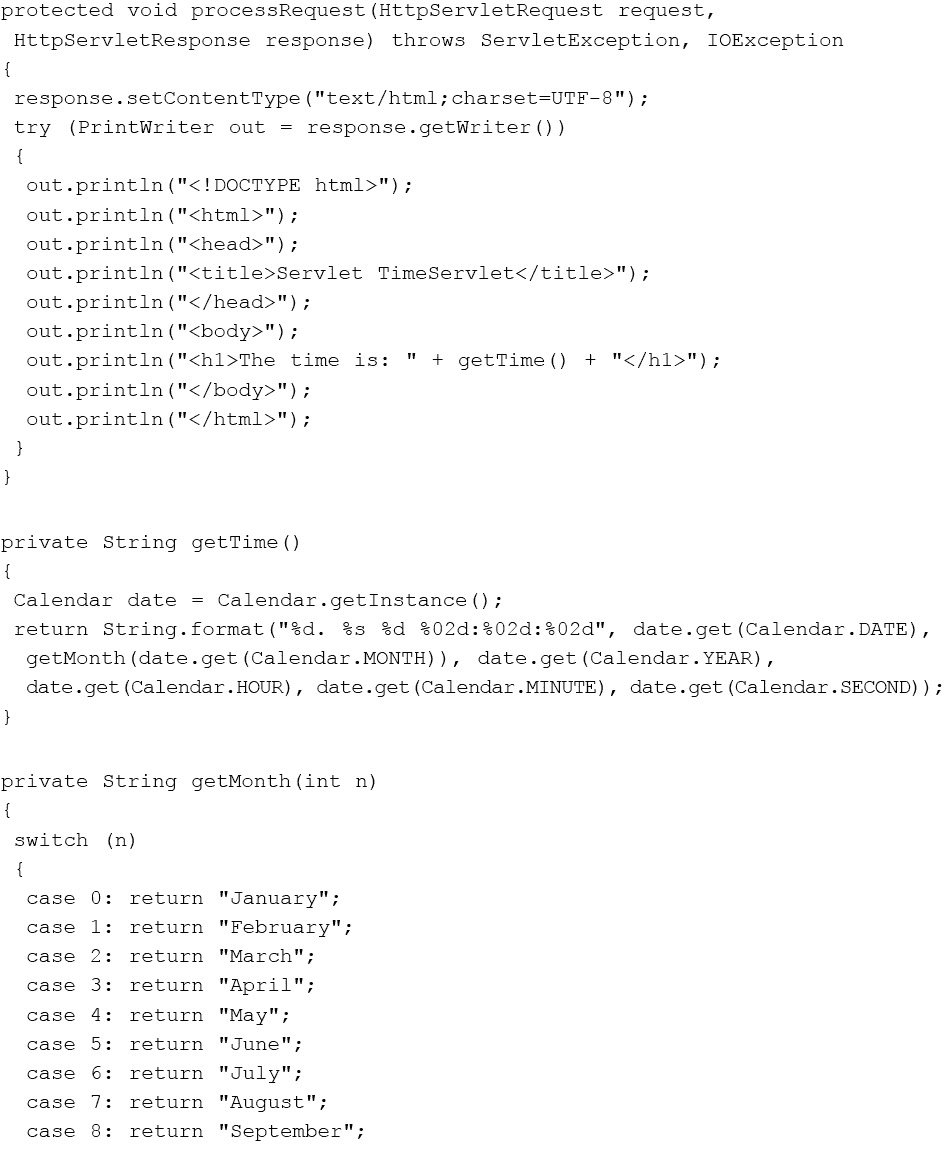 protected void processRequest(HttpServletRequest request,
 HttpServletResponse response) throws ServletException, IOException
{
 response.setContentType("text/html;charset=UTF-8");
 try (PrintWriter out = response.getWriter())
 {
  out.println("<!DOCTYPE html>");
  out.println("<html>");
  out.println("<head>");
  out.println("<title>Servlet TimeServlet</title>");
  out.println("</head>");
  out.println("<body>");
  out.println("<h1>The time is: " + getTime() + "</h1>");
  out.println("</body>");
  out.println("</html>");
 }
}

private String getTime()
{
 Calendar date = Calendar.getInstance();
 return String.format("%d. %s %d %02d:%02d:%02d", date.get(Calendar.DATE),
  getMonth(date.get(Calendar.MONTH)), date.get(Calendar.YEAR),
  date.get(Calendar.HOUR), date.get(Calendar.MINUTE), date.get(Calendar.SECOND));
}

private String getMonth(int n)
{
 switch (n)
 {
  case 0: return "January";
  case 1: return "February";
  case 2: return "March";
  case 3: return "April";
  case 4: return "May";
  case 5: return "June";
  case 6: return "July";
  case 7: return "August";
  case 8: return "September";